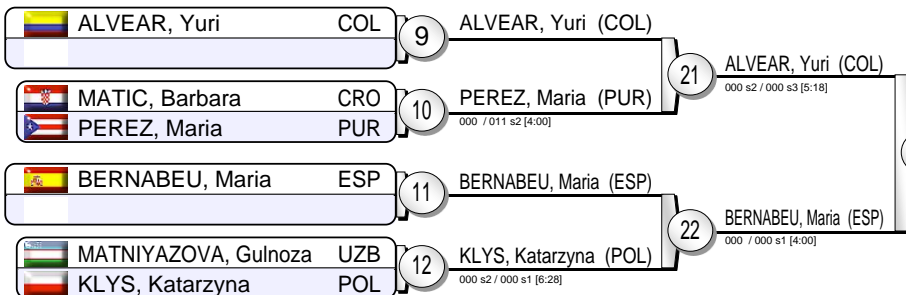 ALVEAR, Yuri COL
9
ALVEAR, Yuri (COL)
MATIC, Barbara CRO
PEREZ, Maria PUR
10
PEREZ, Maria (PUR)
000 / 011 s2 [4:00]
21
ALVEAR, Yuri (COL)
000 s2 / 000 s3 [5:18]
BERNABEU, Maria ESP
11
BERNABEU, Maria (ESP)
MATNIYAZOVA, Gulnoza UZB
KLYS, Katarzyna POL
12
KLYS, Katarzyna (POL)
000 s2 / 000 s1 [6:28]
22
BERNABEU, Maria (ESP)
000 / 000 s1 [4:00]